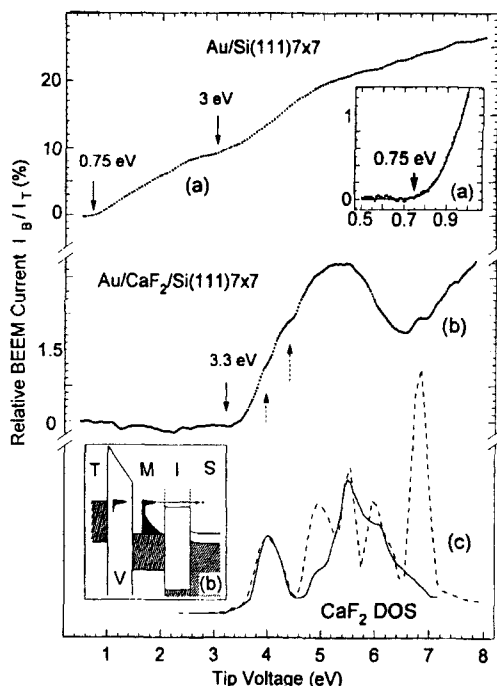 Au/Si(111)7x7
20
10
0
3 eV
0.75 eV
(a)
1
0
0.75 eV
(a)
0.5 0.7 0.9
Relative BEEM Current I_B / I_T (%)
Au/CaF₂/Si(111)7x7
1.5
0
3.3 eV
(b)
T M I S
V
(b)
(c)
CaF₂ DOS
1 2 3 4 5 6 7 8
Tip Voltage (eV)